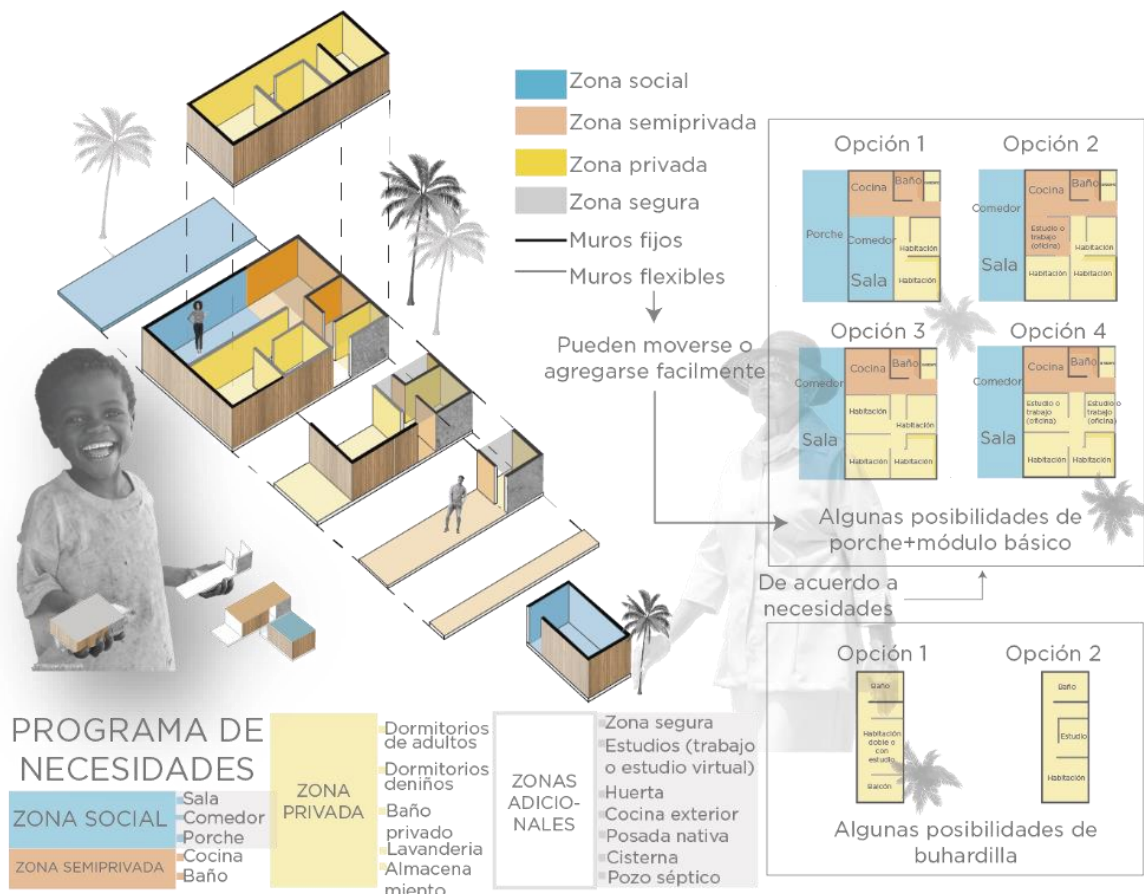 Zona social
Zona semiprivada
Zona privada
Zona segura
Muros fijos
Muros flexibles
Pueden moverse o
agregarse facilmente
Opción 1
Cocina
Baño
Porche
Comedor
Sala
Habitación
Habitación
Opción 2
Cocina
Baño
Comedor
Estudio o
trabajo
(oficina)
Habitación
Sala
Habitación
Habitación
Opción 3
Comedor
Cocina
Baño
Habitación
Habitación
Sala
Habitación
Habitación
Opción 4
Comedor
Cocina
Baño
Estudio o
trabajo
(oficina)
Estudio o
trabajo
(oficina)
Sala
Habitación
Habitación
Algunas posibilidades de
porche+módulo básico
De acuerdo a
necesidades
Opción 1
Baño
Habitación
doble o con
estudio
Balcón
Opción 2
Baño
Estudio
Habitación
Algunas posibilidades de
buhardilla
PROGRAMA DE
NECESIDADES
ZONA SOCIAL
Sala
Comedor
Porche
ZONA SEMIPRIVADA
Cocina
Baño
ZONA
PRIVADA
Dormitorios
de adultos
Dormitorios
deniños
Baño
privado
Lavanderia
Almacena
miento
ZONAS
ADICIO-
NALES
Zona segura
Estudios (trabajo
o estudio virtual)
Huerta
Cocina exterior
Posada nativa
Cisterna
Pozo séptico